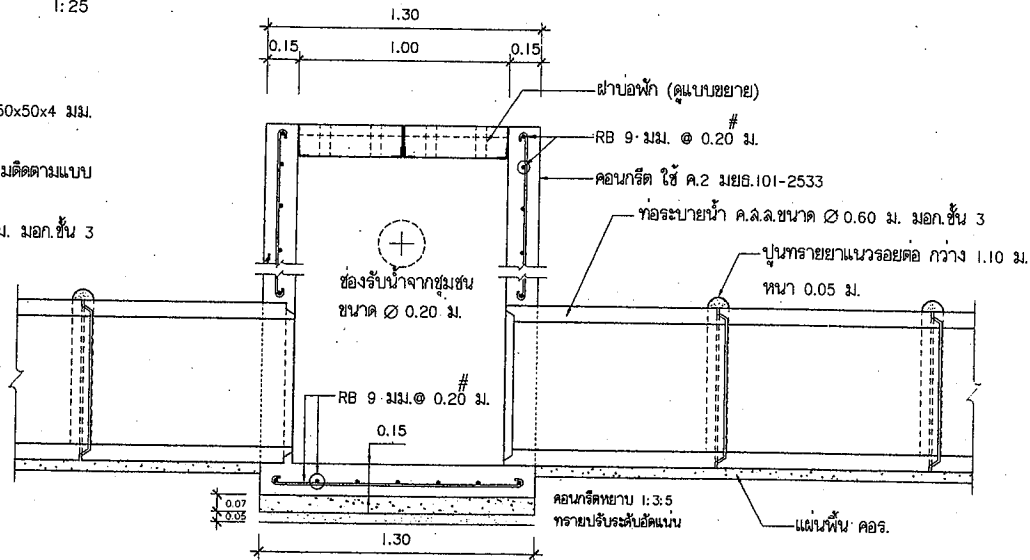 1:25
1.30
0.15
1.00
0.15
50x50x4 มม.
ฝาบ่อพัก (ดูแบบขยาย)
RB 9 มม. @ 0.20 # ม.
มติดตามแบบ
คอนกรีต ใช้ ค.2 มยธ.101-2533
ท่อระบายน้ำ ค.ส.ล.ขนาด Ø 0.60 ม. มอก.ชั้น 3
ม. มอก.ชั้น 3
ปูนทรายยาแนวรอยต่อ กว้าง 1.10 ม.
หนา 0.05 ม.
ช่องรับน้ำจากชุมชน
ขนาด Ø 0.20 ม.
RB 9 มม.@ 0.20 # ม.
0.15
0.07
0.05
คอนกรีตหยาบ 1:3:5
ทรายปรับระดับอัดแน่น
แผ่นพื้น คอร.
1.30